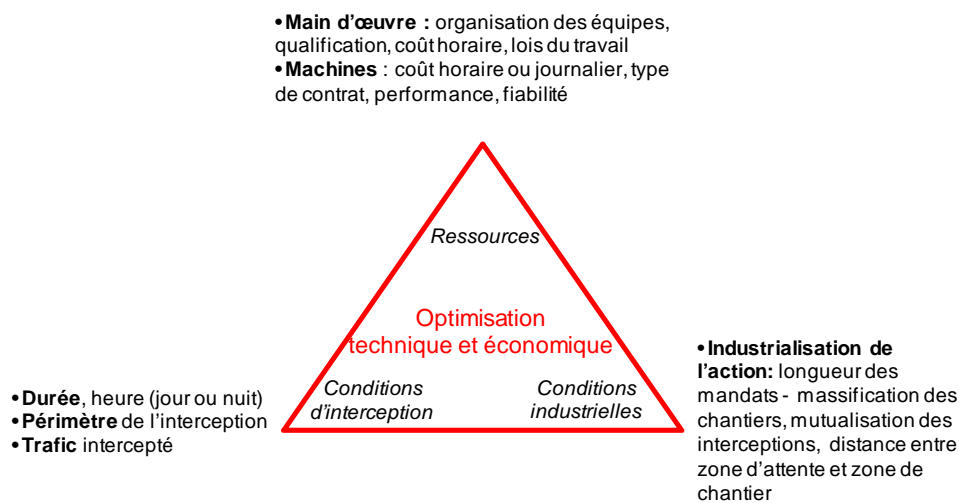 •Main d’œuvre : organisation des équipes,
qualification, coût horaire, lois du travail
•Machines : coût horaire ou journalier, type
de contrat, performance, fiabilité
Ressources
Optimisation
technique et économique
Conditions
d’interception
Conditions
industrielles
•Durée, heure (jour ou nuit)
•Périmètre de l’interception
•Trafic intercepté
•Industrialisation de
l’action: longueur des
mandats - massification des
chantiers, mutualisation des
interceptions, distance entre
zone d’attente et zone de
chantier